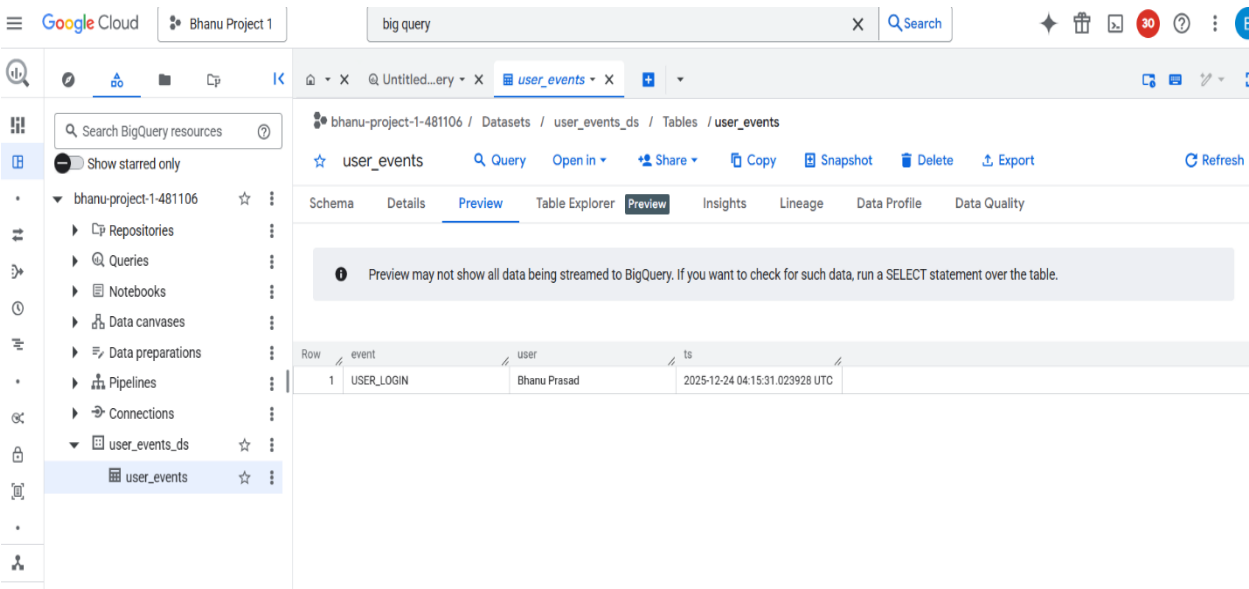 Google Cloud Bhanu Project 1 big query Search 30
Untitled...ery user_events
Search BigQuery resources
Show starred only
bhanu-project-1-481106
Repositories
Queries
Notebooks
Data canvases
Data preparations
Pipelines
Connections
user_events_ds
user_events
bhanu-project-1-481106 / Datasets / user_events_ds / Tables / user_events
user_events Query Open in Share Copy Snapshot Delete Export Refresh
Schema Details Preview Table Explorer Preview Insights Lineage Data Profile Data Quality
Preview may not show all data being streamed to BigQuery. If you want to check for such data, run a SELECT statement over the table.
Row event user ts
1 USER_LOGIN Bhanu Prasad 2025-12-24 04:15:31.023928 UTC